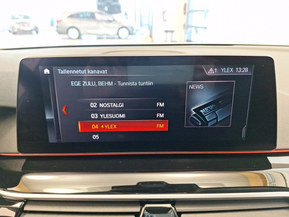 Tallennetut kanavat
1 YLEX 13:28
EGE ZULU, BEHM - Tunnista tuntiin
NEWS
02 NOSTALGI FM
03 YLESUOMI FM
04 +YLEX FM
05